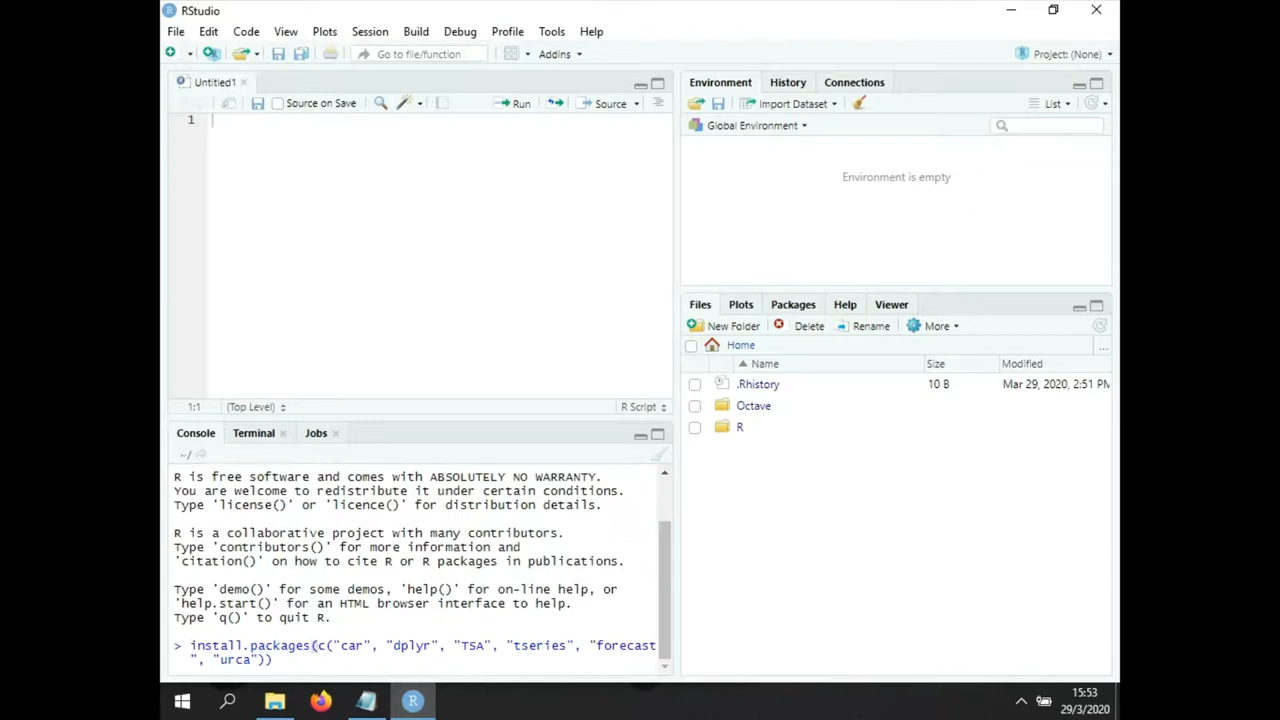 RStudio
File Edit Code View Plots Session Build Debug Profile Tools Help
Go to file/function Addins Project: (None)
Untitled1
Source on Save Run Source
1
1:1 (Top Level) R Script
Console Terminal Jobs
~/
R is free software and comes with ABSOLUTELY NO WARRANTY.
You are welcome to redistribute it under certain conditions.
Type 'license()' or 'licence()' for distribution details.
R is a collaborative project with many contributors.
Type 'contributors()' for more information and
'citation()' on how to cite R or R packages in publications.
Type 'demo()' for some demos, 'help()' for on-line help, or
'help.start()' for an HTML browser interface to help.
Type 'q()' to quit R.
> install.packages(c("car", "dplyr", "TSA", "tseries", "forecast
", "urca"))
Environment History Connections
Import Dataset List
Global Environment
Environment is empty
Files Plots Packages Help Viewer
New Folder Delete Rename More
Home ...
Name Size Modified
.Rhistory 10 B Mar 29, 2020, 2:51 PM
Octave
R
15:53
29/3/2020